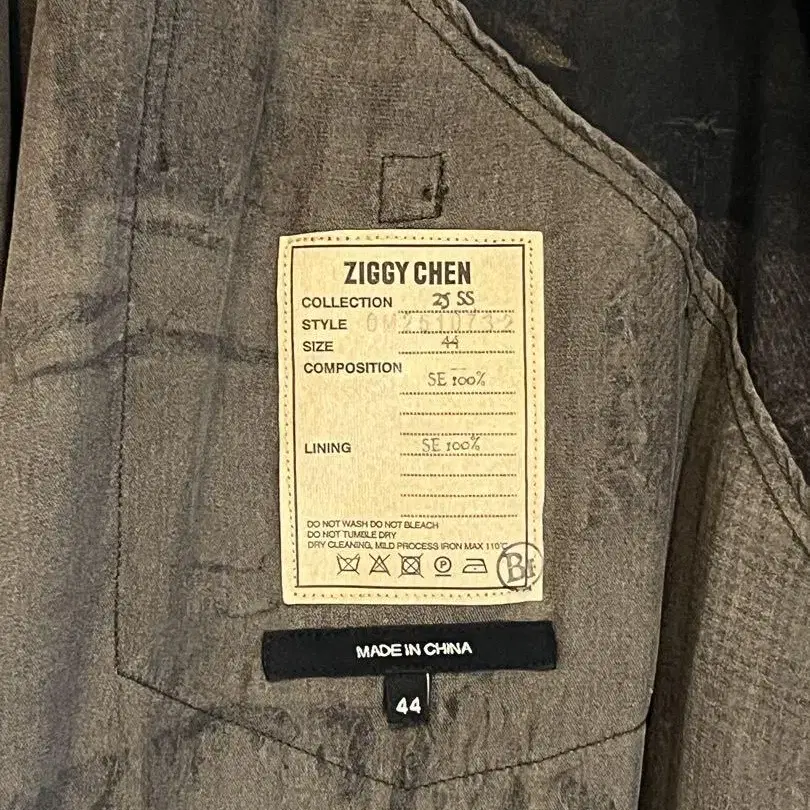 ZIGGY CHEN
COLLECTION 25 SS
STYLE
SIZE 44
COMPOSITION SE 100%
LINING SE 100%
DO NOT WASH DO NOT BLEACH
DO NOT TUMBLE DRY
DRY CLEANING, MILD PROCESS IRON MAX 110°C
P
MADE IN CHINA
44